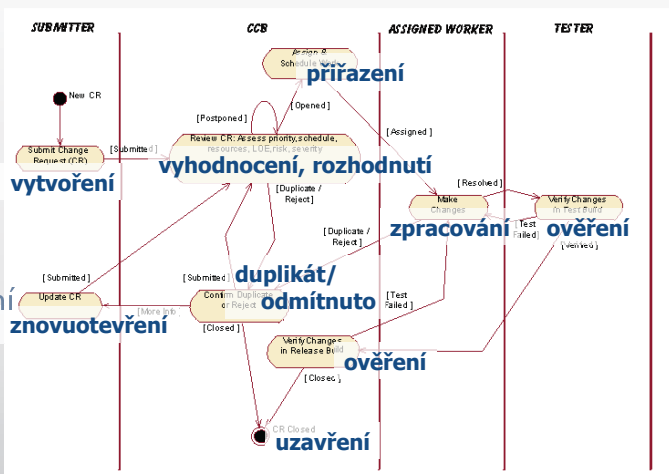 SUBMITTER
CCB
ASSIGNED WORKER
TESTER
Assign &
Schedule Work
přiřazení
New CR
[Postponed ]
[Opened ]
[Assigned ]
Submit Change
Request (CR)
[Submitted ]
vytvoření
Review CR: Assess priority,schedule,
resources, LOE,risk, severity
vyhodnocení, rozhodnutí
[Duplicate /
Reject ]
[Resolved ]
Make
Changes
zpracování
Verify Changes
in Test Build
ověření
[Test
Failed ]
[Verified ]
[Duplicate /
Reject ]
duplikát/
odmítnuto
[Submitted ]
[Submitted ]
ní
Update CR
znovuotevření
[More Info ]
Confirm Duplicate
or Reject
[Test
Failed ]
[Closed ]
Verify Changes
in Release Build
ověření
[Closed ]
CR Closed
uzavření